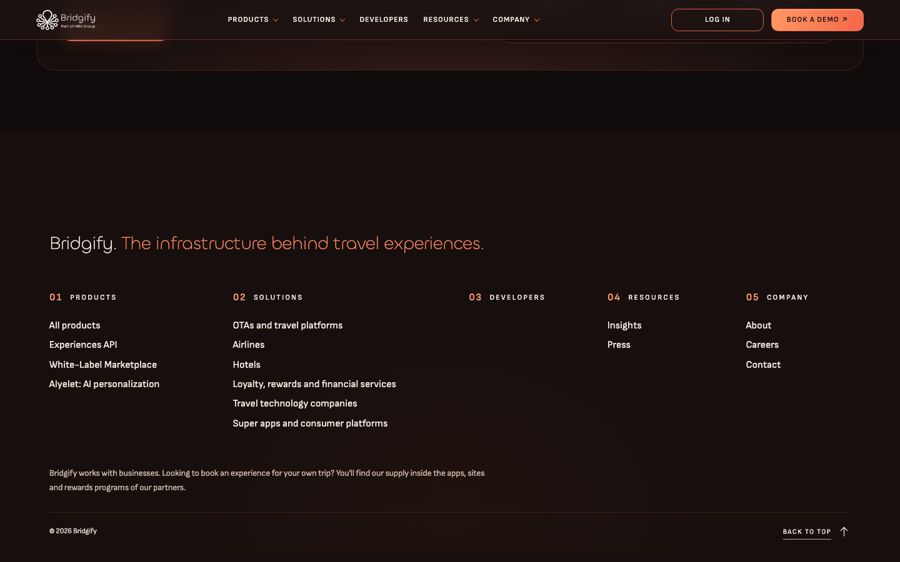 Bridgify
Part of HBX Group
PRODUCTS
SOLUTIONS
DEVELOPERS
RESOURCES
COMPANY
LOG IN
BOOK A DEMO ↗
Bridgify. The infrastructure behind travel experiences.
01 PRODUCTS
All products
Experiences API
White-Label Marketplace
AIyelet: AI personalization
02 SOLUTIONS
OTAs and travel platforms
Airlines
Hotels
Loyalty, rewards and financial services
Travel technology companies
Super apps and consumer platforms
03 DEVELOPERS
04 RESOURCES
Insights
Press
05 COMPANY
About
Careers
Contact
Bridgify works with businesses. Looking to book an experience for your own trip? You'll find our supply inside the apps, sites
and rewards programs of our partners.
© 2026 Bridgify
BACK TO TOP ↑